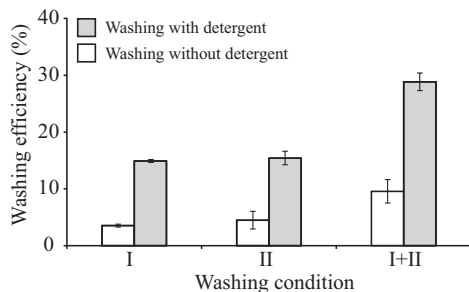 40
30
20
10
0
Washing efficiency (%)
Washing with detergent
Washing without detergent
I
II
I+II
Washing condition